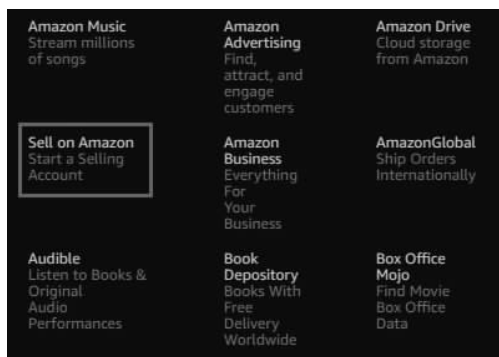 Amazon Music
Stream millions
of songs
Amazon
Advertising
Find,
attract, and
engage
customers
Amazon Drive
Cloud storage
from Amazon
Sell on Amazon
Start a Selling
Account
Amazon
Business
Everything
For
Your
Business
AmazonGlobal
Ship Orders
Internationally
Audible
Listen to Books &
Original
Audio
Performances
Book
Depository
Books With
Free
Delivery
Worldwide
Box Office
Mojo
Find Movie
Box Office
Data